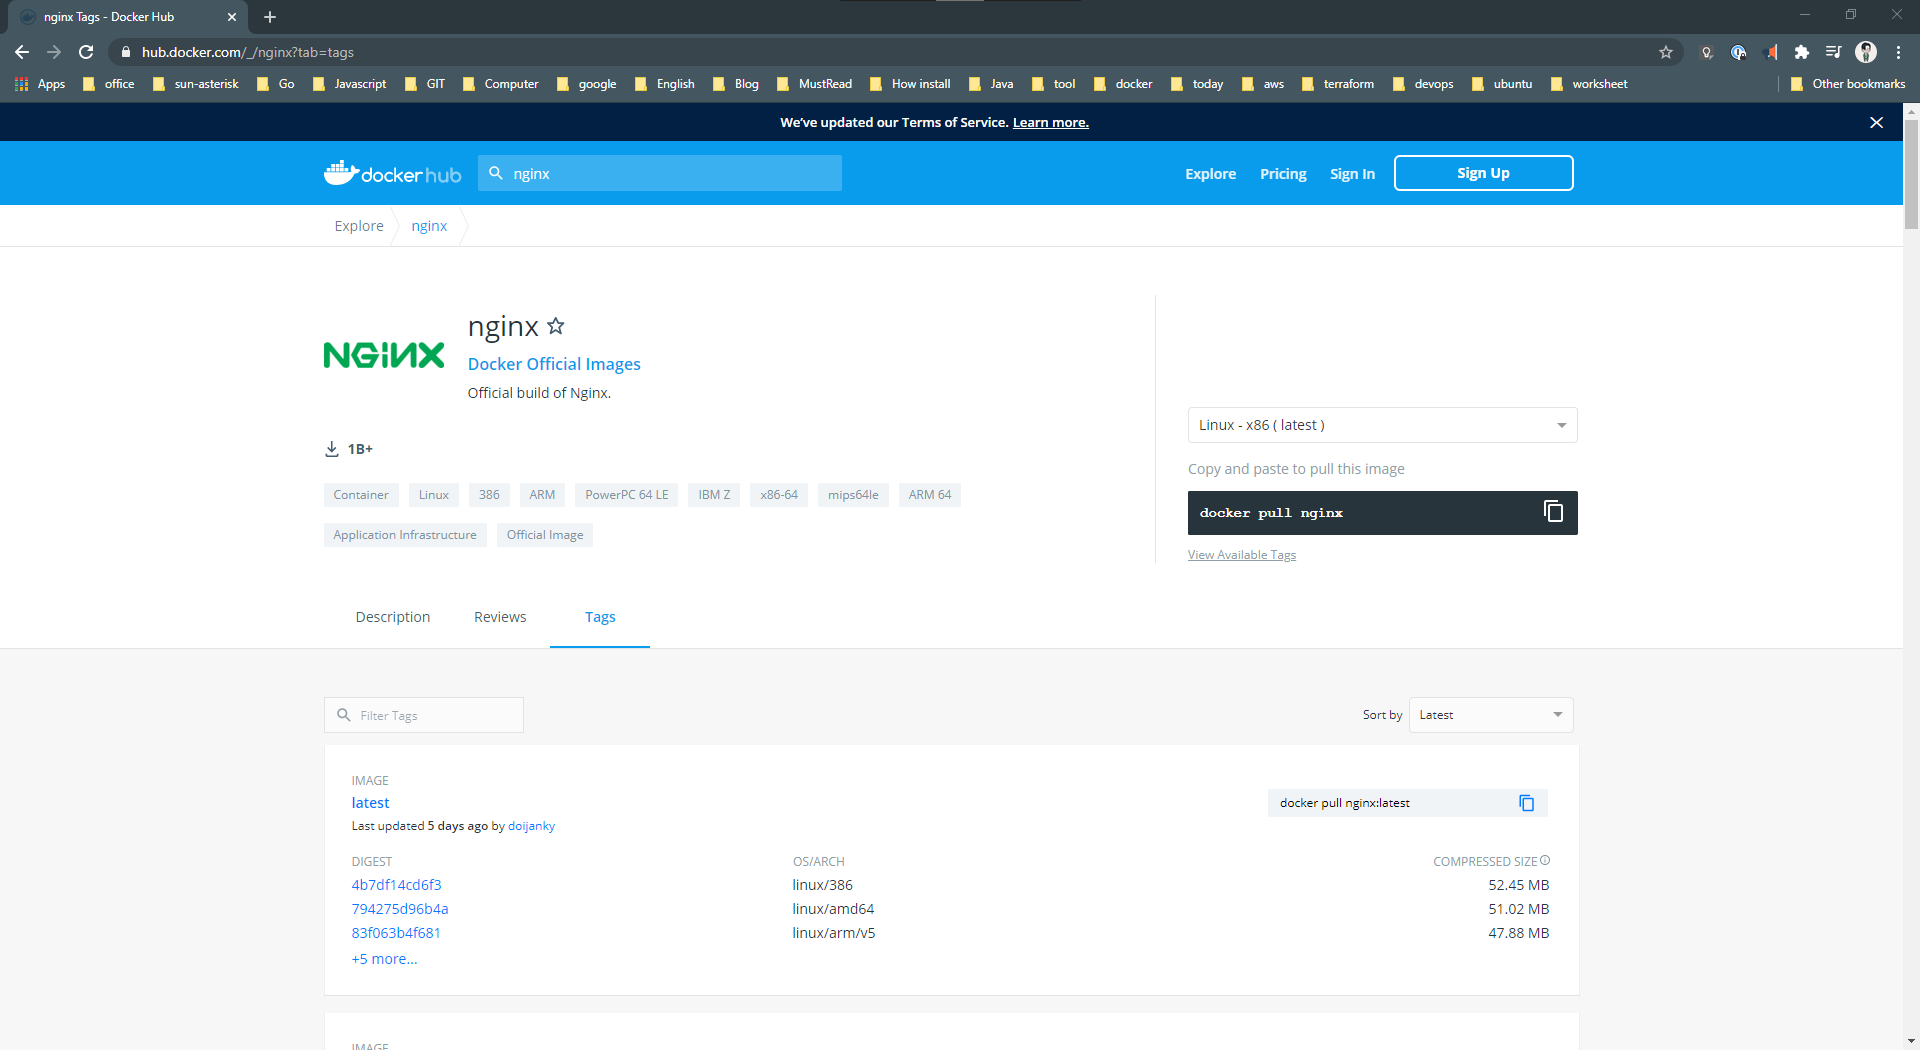 nginx Tags - Docker Hub
hub.docker.com/_/nginx?tab=tags
Apps office sun-asterisk Go Javascript GIT Computer google English Blog MustRead How install Java tool docker today aws terraform devops ubuntu worksheet Other bookmarks
We've updated our Terms of Service. Learn more.
docker hub nginx Explore Pricing Sign In Sign Up
Explore nginx
nginx
NGINX
Docker Official Images
Official build of Nginx.
Linux - x86 ( latest )
1B+
Copy and paste to pull this image
Container Linux 386 ARM PowerPC 64 LE IBM Z x86-64 mips64le ARM 64
docker pull nginx
Application Infrastructure Official Image
View Available Tags
Description Reviews Tags
Filter Tags Sort by Latest
IMAGE
latest docker pull nginx:latest
Last updated 5 days ago by doijanky
DIGEST OS/ARCH COMPRESSED SIZE
4b7df14cd6f3 linux/386 52.45 MB
794275d96b4a linux/amd64 51.02 MB
83f063b4f681 linux/arm/v5 47.88 MB
+5 more...
IMAGE